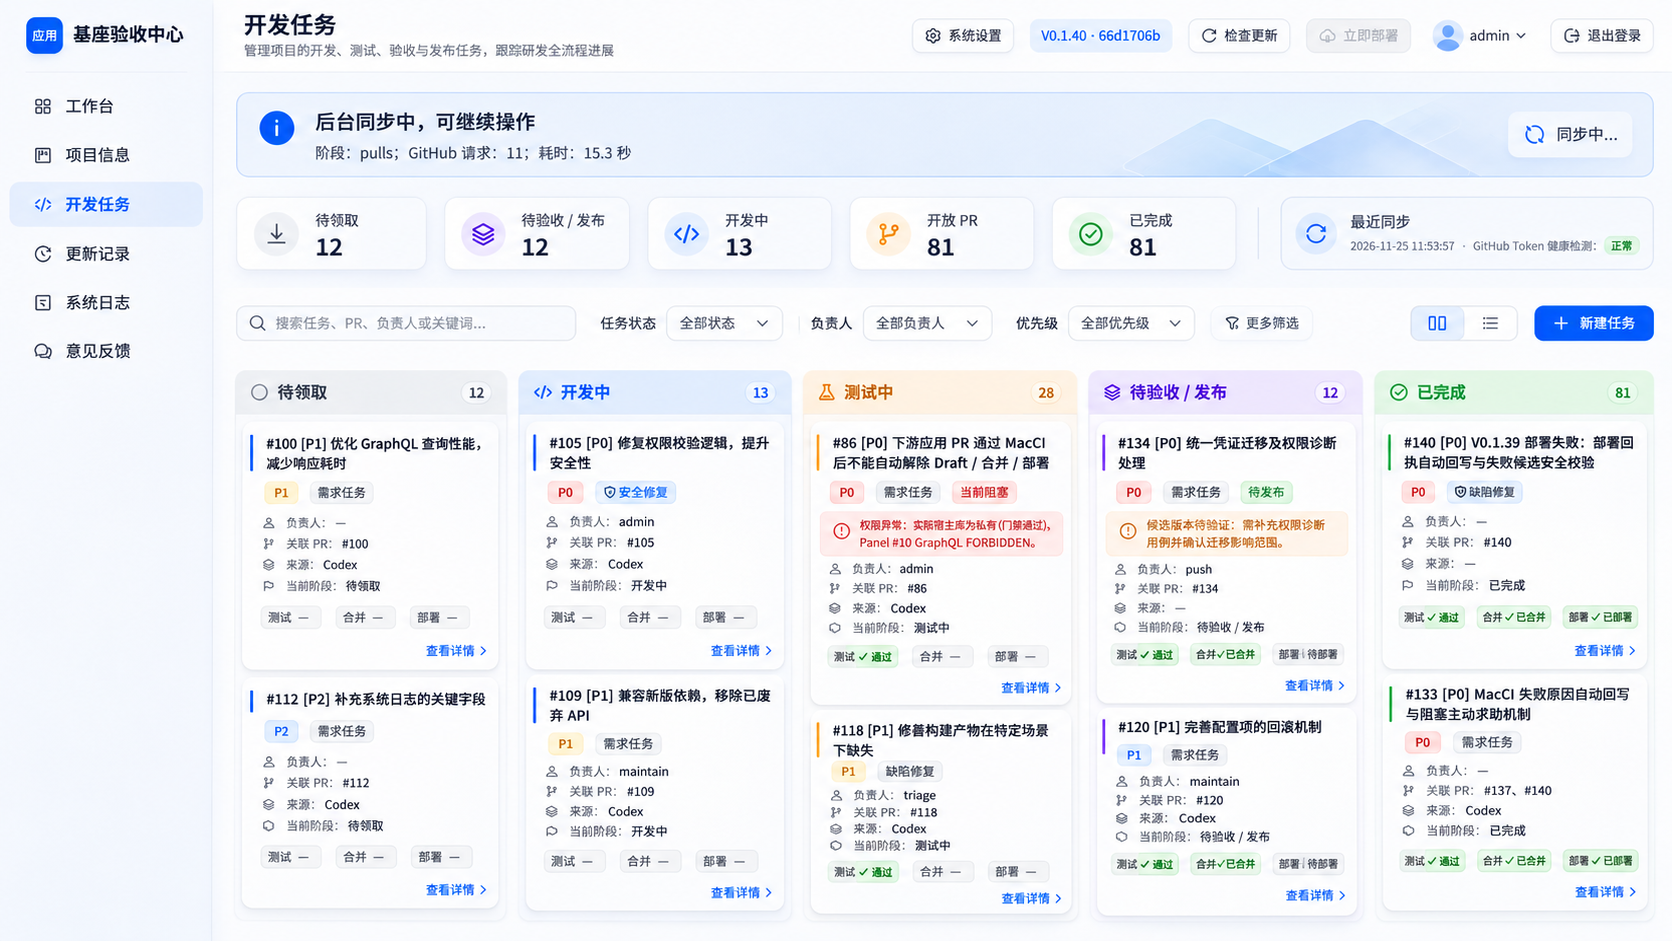 应用 基座验收中心
工作台
项目信息
开发任务
更新记录
系统日志
意见反馈
开发任务
管理项目的开发、测试、验收与发布任务，跟踪研发全流程进展
系统设置
V0.1.40 · 66d1706b
检查更新
立即部署
admin
退出登录
后台同步中，可继续操作
阶段：pulls；GitHub 请求：11；耗时：15.3 秒
同步中...
待领取
12
待验收 / 发布
12
开发中
13
开放 PR
81
已完成
81
最近同步
2026-11-25 11:53:57 · GitHub Token 健康检测： 正常
搜索任务、PR、负责人或关键词...
任务状态 全部状态
负责人 全部负责人
优先级 全部优先级
更多筛选
新建任务
待领取 12
#100 [P1] 优化 GraphQL 查询性能，
减少响应耗时
P1 需求任务
负责人： —
关联 PR： #100
来源： Codex
当前阶段： 待领取
测试 — 合并 — 部署 —
查看详情
#112 [P2] 补充系统日志的关键字段
P2 需求任务
负责人： —
关联 PR： #112
来源： Codex
当前阶段： 待领取
测试 — 合并 — 部署 —
查看详情
开发中 13
#105 [P0] 修复权限校验逻辑，提升
安全性
P0 安全修复
负责人： admin
关联 PR： #105
来源： Codex
当前阶段： 开发中
测试 — 合并 — 部署 —
查看详情
#109 [P1] 兼容新版依赖，移除已废
弃 API
P1 需求任务
负责人： maintain
关联 PR： #109
来源： Codex
当前阶段： 开发中
测试 — 合并 — 部署 —
查看详情
测试中 28
#86 [P0] 下游应用 PR 通过 MacCI
后不能自动解除 Draft / 合并 / 部署
P0 需求任务 当前阻塞
权限异常：实际宿主库为私有(门禁通过)，
Panel #10 GraphQL FORBIDDEN。
负责人： admin
关联 PR： #86
来源： Codex
当前阶段： 测试中
测试 ✓ 通过 合并 — 部署 —
查看详情
#118 [P1] 修善构建产物在特定场景
下缺失
P1 缺陷修复
负责人： triage
关联 PR： #118
来源： Codex
当前阶段： 测试中
测试 ✓ 通过 合并 — 部署 —
查看详情
待验收 / 发布 12
#134 [P0] 统一凭证迁移及权限诊断
处理
P0 需求任务 待发布
候选版本待验证：需补充权限诊断
用例并确认迁移影响范围。
负责人： push
关联 PR： #134
来源： —
当前阶段： 待验收 / 发布
测试 ✓ 通过 合并 ✓ 已合并 部署 待部署
查看详情
#120 [P1] 完善配置项的回滚机制
P1 需求任务
负责人： maintain
关联 PR： #120
来源： Codex
当前阶段： 待验收 / 发布
测试 ✓ 通过 合并 ✓ 已合并 部署 待部署
查看详情
已完成 81
#140 [P0] V0.1.39 部署失败：部署回
执自动回写与失败候选安全校验
P0 缺陷修复
负责人： —
关联 PR： #140
来源： —
当前阶段： 已完成
测试 ✓ 通过 合并 ✓ 已合并 部署 ✓ 已部署
查看详情
#133 [P0] MacCI 失败原因自动回写
与阻塞主动求助机制
P0 需求任务
负责人： —
关联 PR： #137、#140
来源： Codex
当前阶段： 已完成
测试 ✓ 通过 合并 ✓ 已合并 部署 ✓ 已部署
查看详情